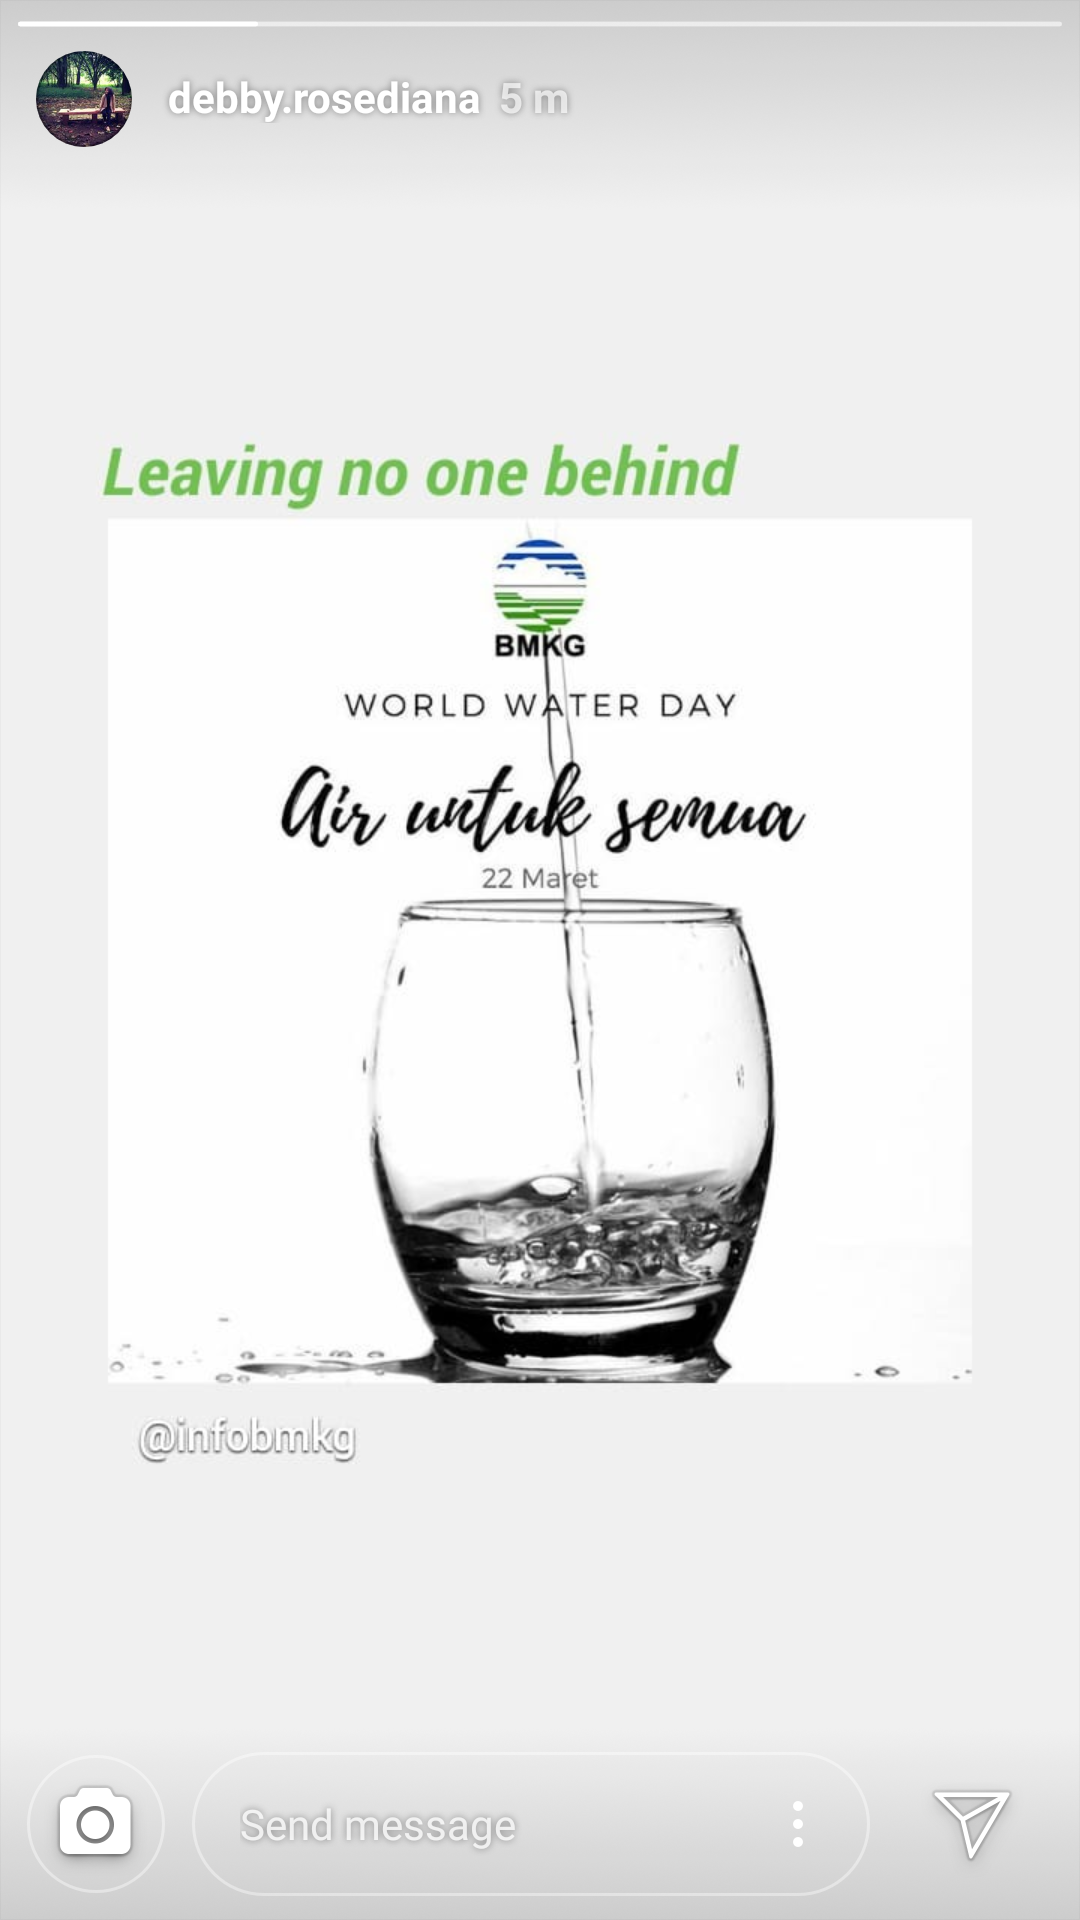 debby.rosediana 5 m
Leaving no one behind
BMKG
WORLD WATER DAY
Air untuk semua
22 Maret
@infobmkg
Send message